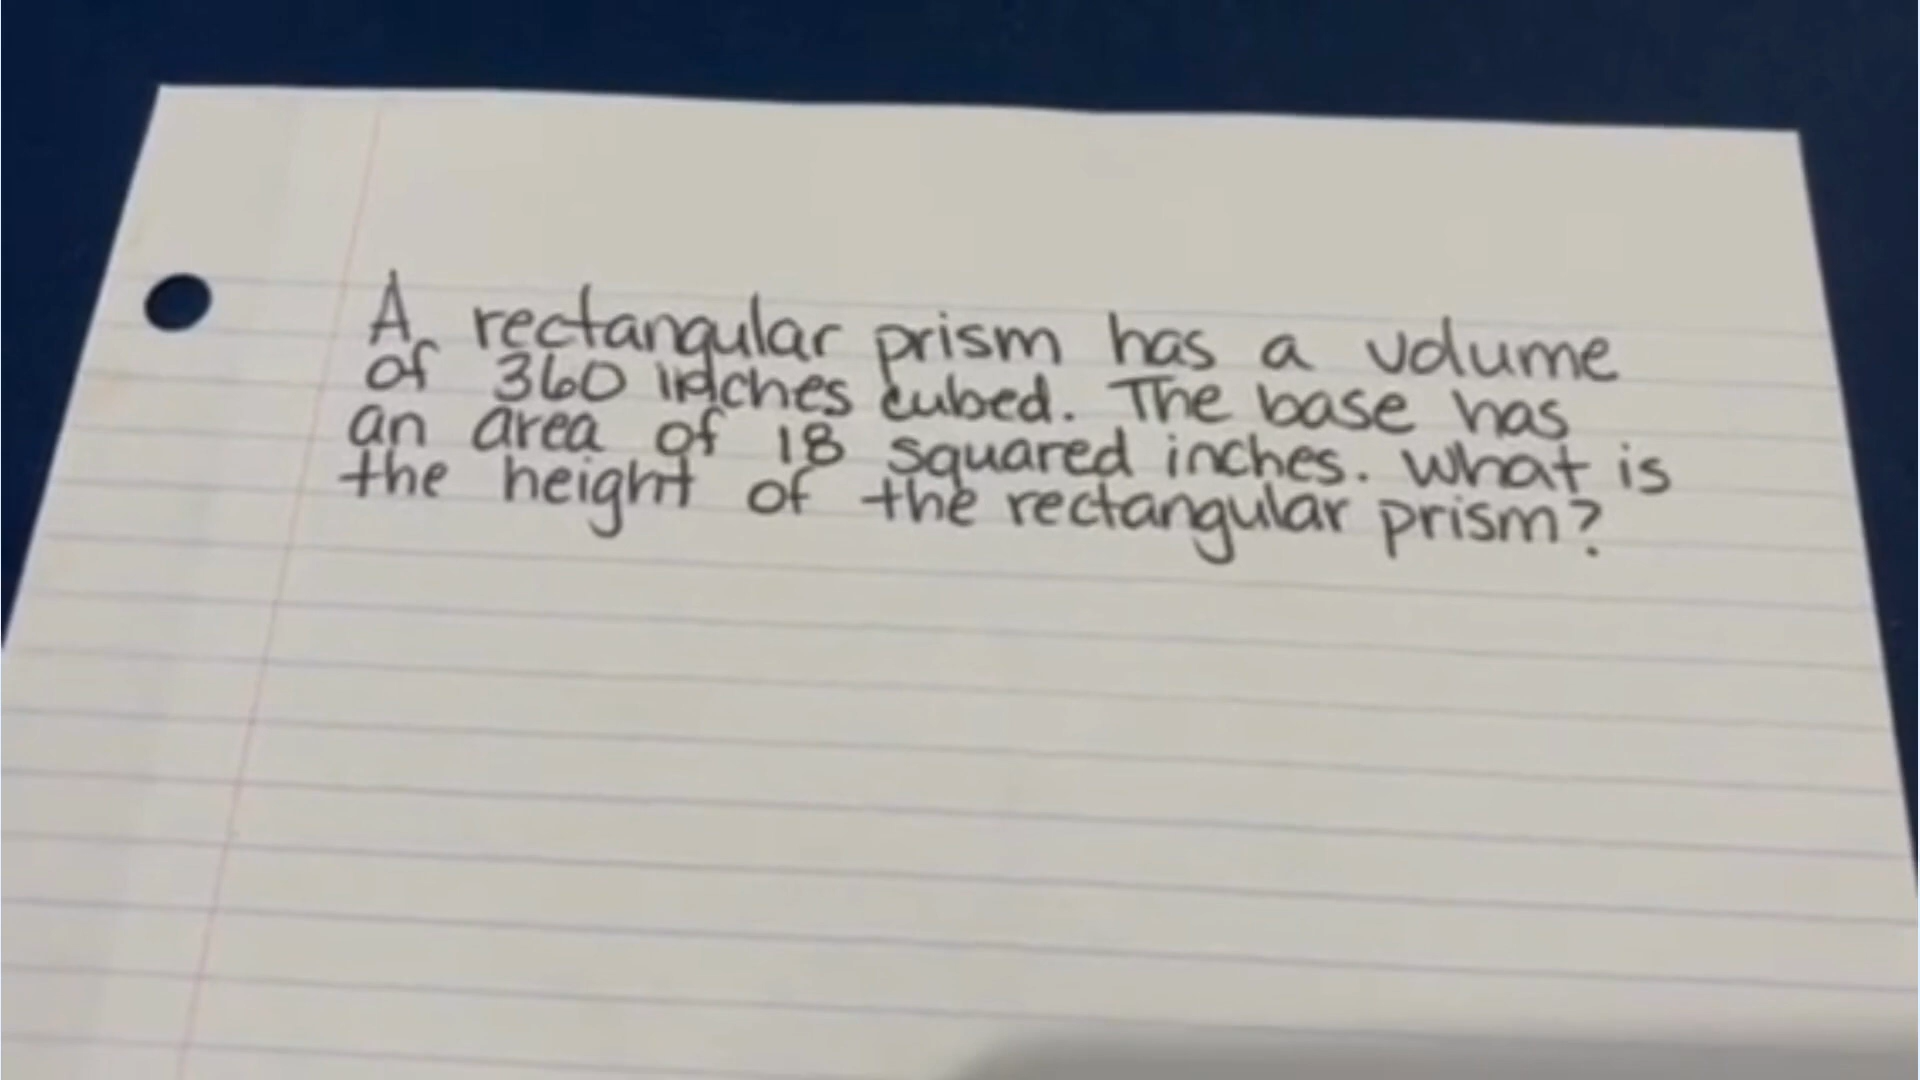 A rectangular prism has a volume
of 360 inches cubed. The base has
an area of 18 squared inches. What is
the height of the rectangular prism?